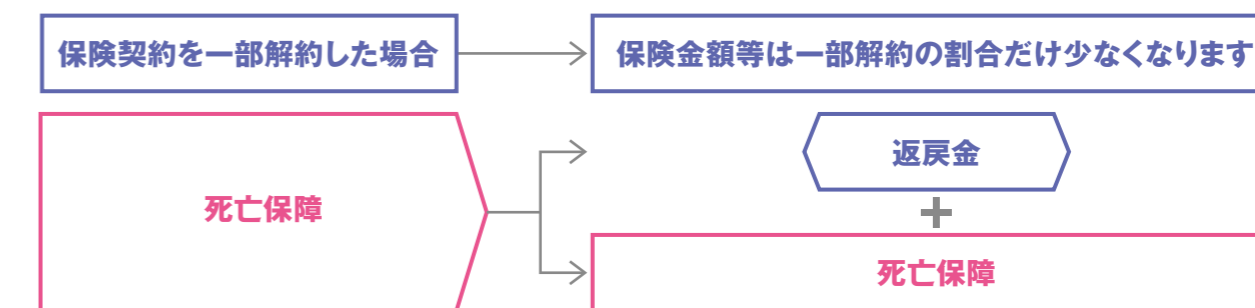 保険契約を一部解約した場合
保険金額等は一部解約の割合だけ少なくなります
返戻金
死亡保障
+
死亡保障